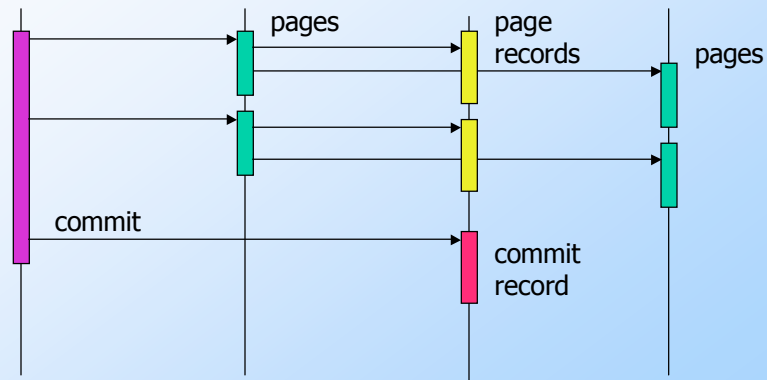 pages
page
records
pages
commit
commit
record